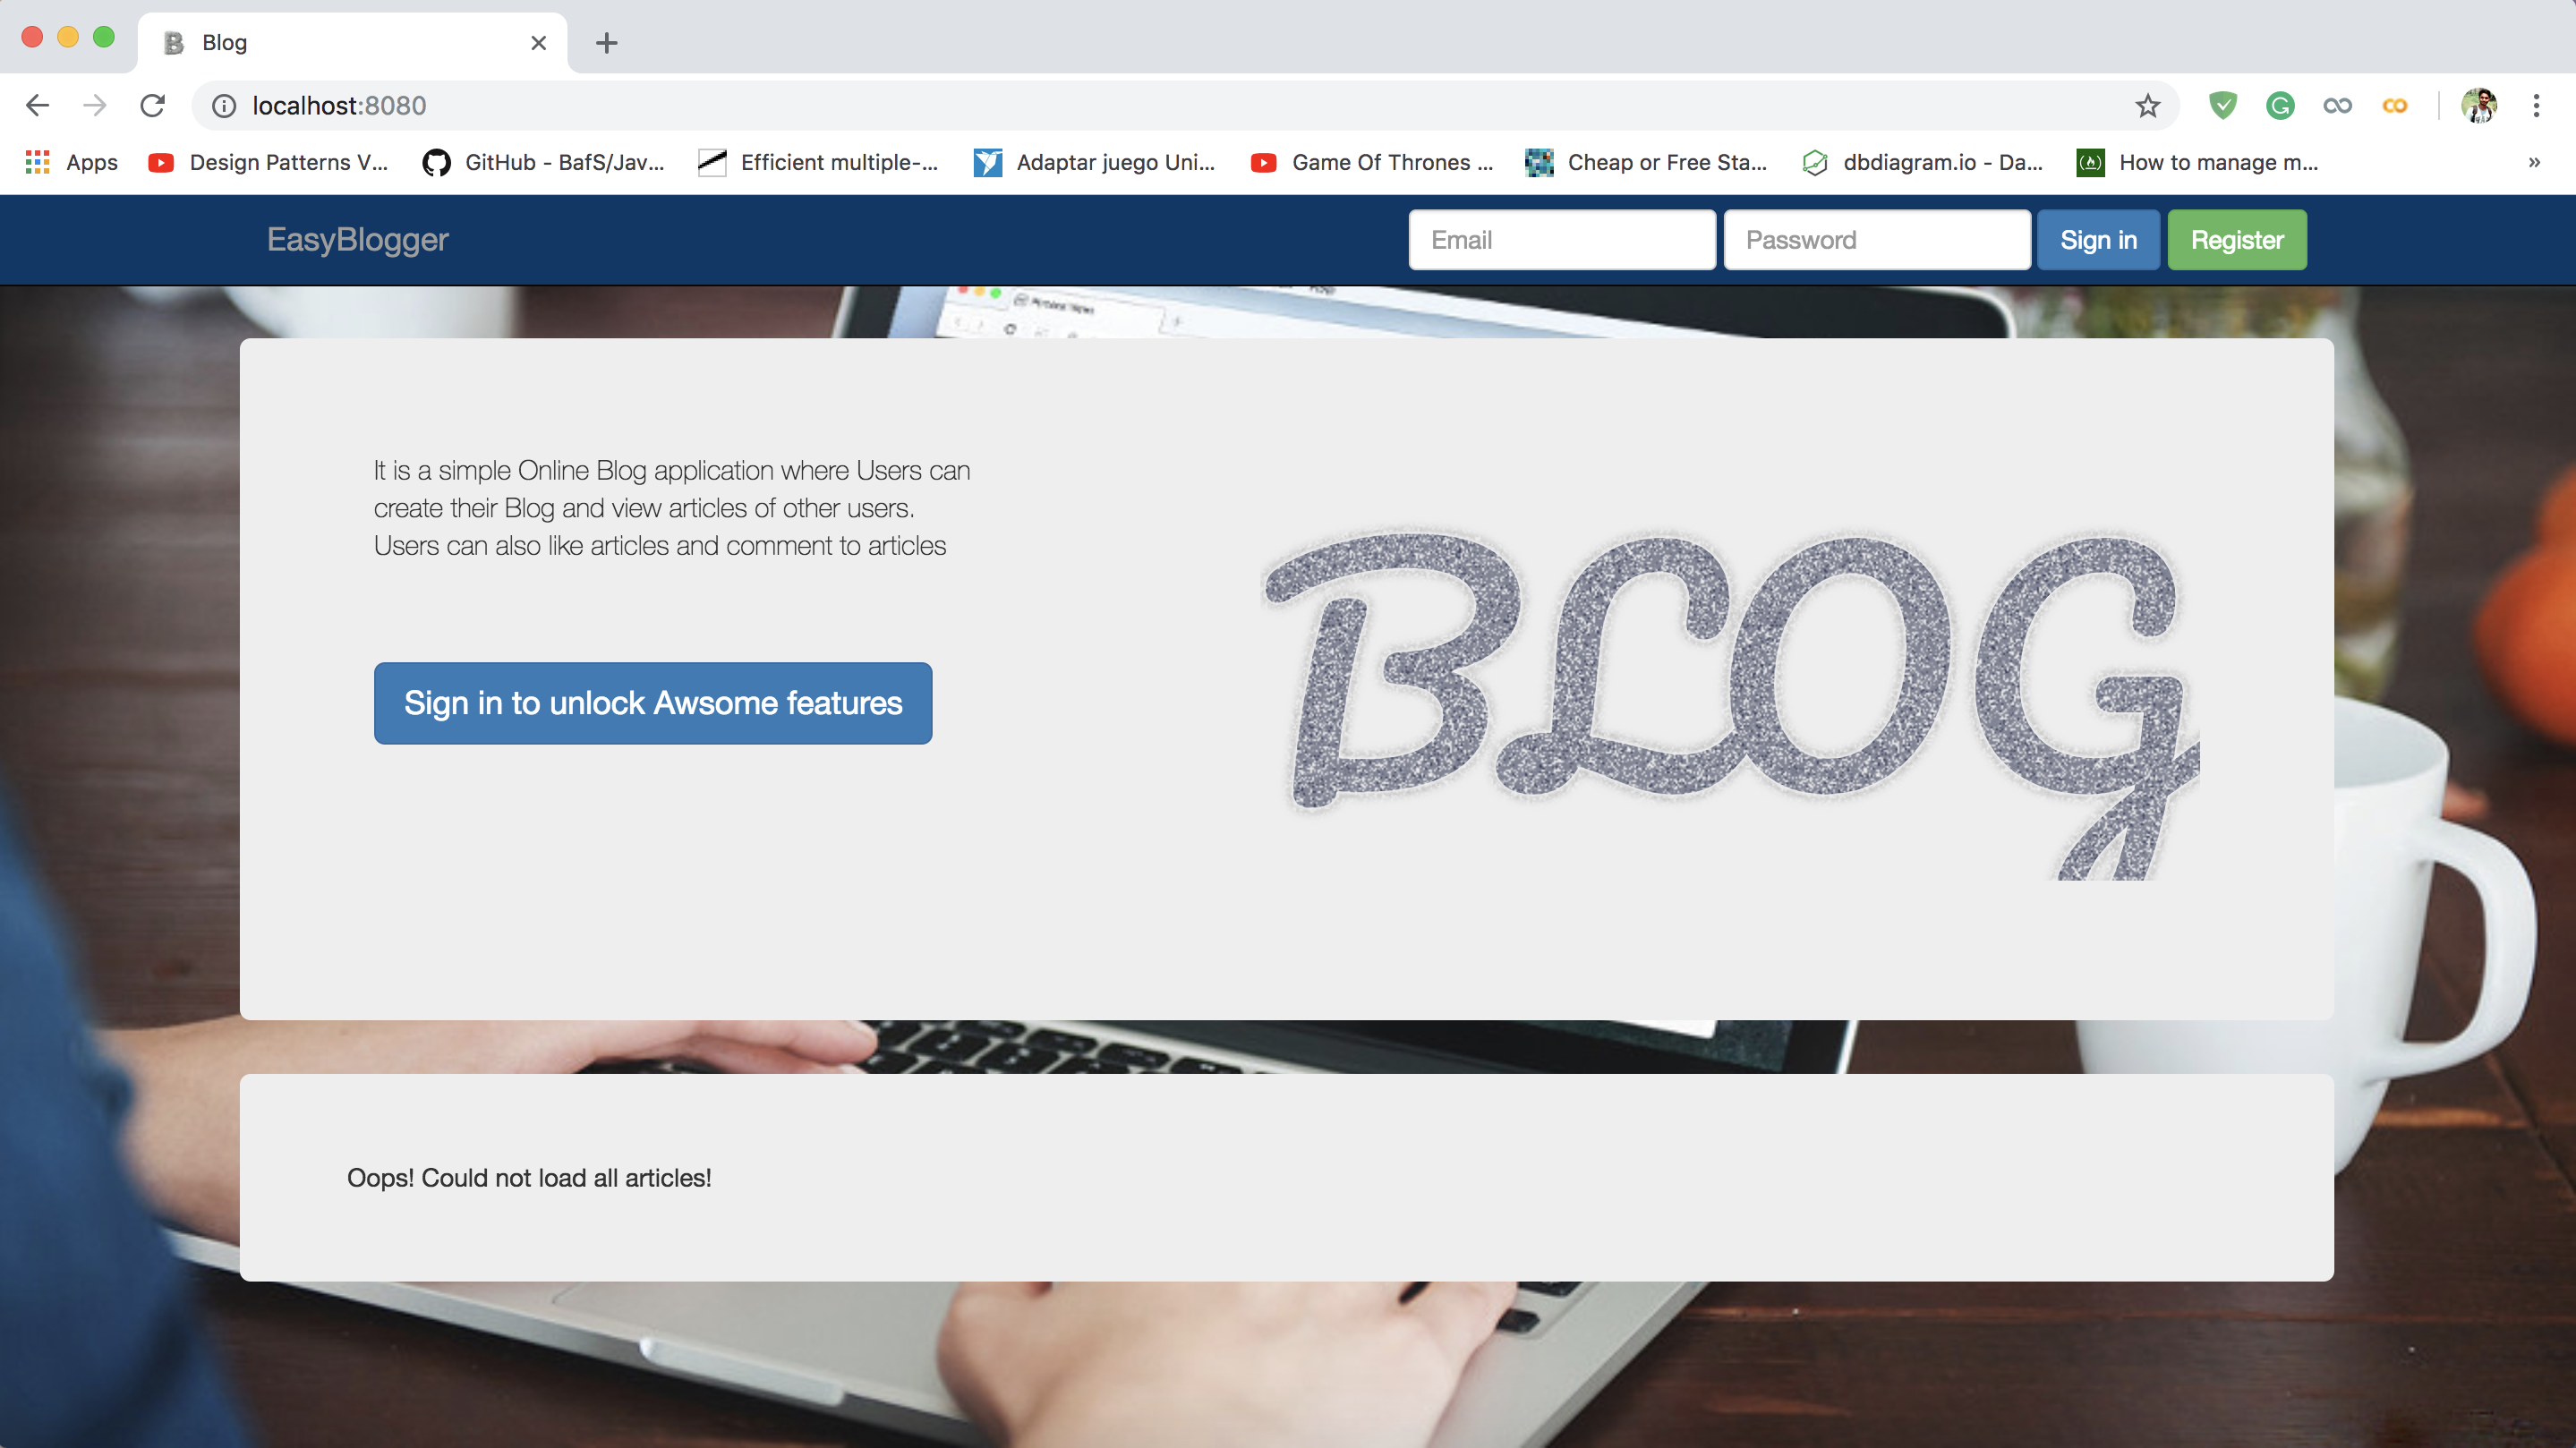 Blog
localhost:8080
Apps
Design Patterns V...
GitHub - BafS/Jav...
Efficient multiple-...
Adaptar juego Uni...
Game Of Thrones ...
Cheap or Free Sta...
dbdiagram.io - Da...
How to manage m...
»
EasyBlogger
Email
Password
Sign in
Register
It is a simple Online Blog application where Users can
create their Blog and view articles of other users.
Users can also like articles and comment to articles
Sign in to unlock Awsome features
BLOG
Oops! Could not load all articles!